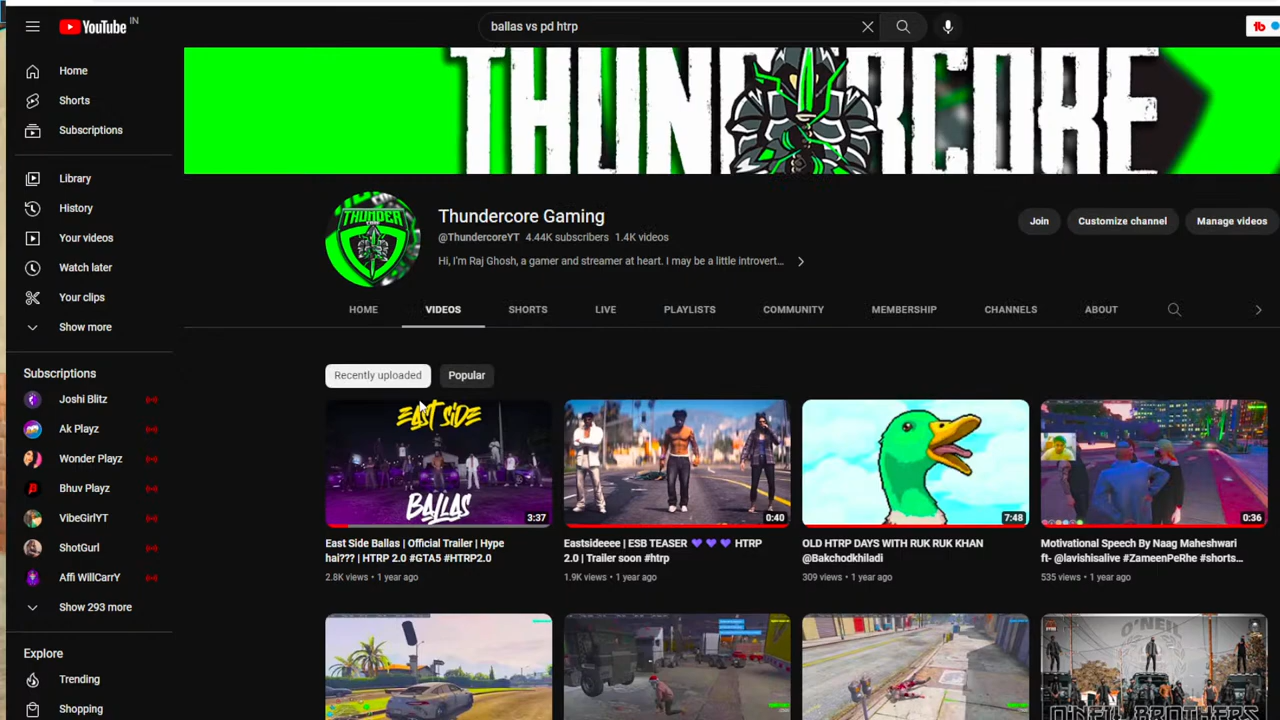 YouTube IN
ballas vs pd htrp
Home
Shorts
Subscriptions
Library
History
Your videos
Watch later
Your clips
Show more
Subscriptions
Joshi Blitz
Ak Playz
Wonder Playz
Bhuv Playz
VibeGirlYT
ShotGurl
Affi WillCarrY
Show 293 more
Explore
Trending
Shopping
THUNDERCORE
THUNDER
Thundercore Gaming
@ThundercoreYT 4.44K subscribers 1.4K videos
Hi, I'm Raj Ghosh, a gamer and streamer at heart. I may be a little introvert...
Join
Customize channel
Manage videos
HOME
VIDEOS
SHORTS
LIVE
PLAYLISTS
COMMUNITY
MEMBERSHIP
CHANNELS
ABOUT
Recently uploaded
Popular
EAST SIDE
BALLAS
3:37
East Side Ballas | Official Trailer | Hype
hai??? | HTRP 2.0 #GTA5 #HTRP2.0
2.8K views • 1 year ago
0:40
Eastsideeee | ESB TEASER 💜 💜 💜 HTRP
2.0 | Trailer soon #htrp
1.9K views • 1 year ago
7:48
OLD HTRP DAYS WITH RUK RUK KHAN
@Bakchodkhiladi
309 views • 1 year ago
0:36
Motivational Speech By Naag Maheshwari
ft- @lavishisalive #ZameenPeRhe #shorts...
535 views • 1 year ago
O'NEIL
O'NEIL BROTHERS